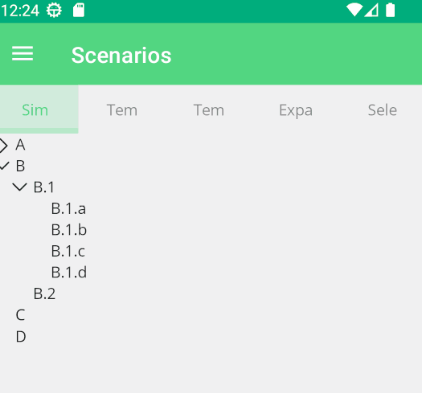 12:24
Scenarios
Sim Tem Tem Expa Sele
A
B
B.1
B.1.a
B.1.b
B.1.c
B.1.d
B.2
C
D